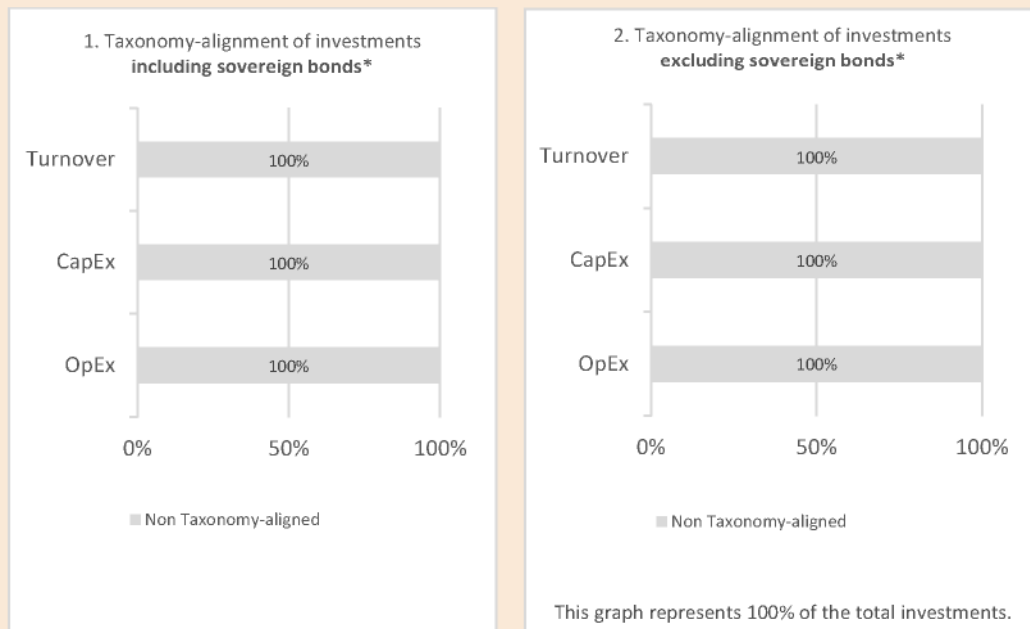 1. Taxonomy-alignment of investments
including sovereign bonds*
Turnover
100%
CapEx
100%
OpEx
100%
0% 50% 100%
Non Taxonomy-aligned
2. Taxonomy-alignment of investments
excluding sovereign bonds*
Turnover
100%
CapEx
100%
OpEx
100%
0% 50% 100%
Non Taxonomy-aligned
This graph represents 100% of the total investments.